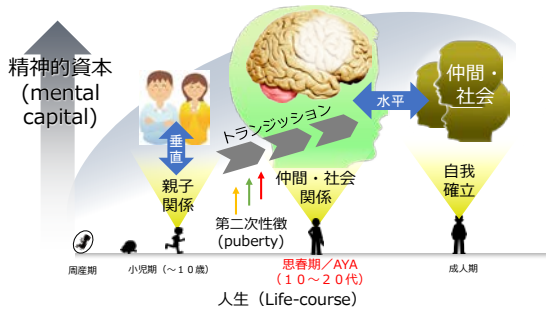 精神的資本
(mental
capital)
垂直
親子
関係
トランジッション
水平
仲間・
社会
第二次性徴
(puberty)
仲間・社会
関係
自我
確立
周産期
小児期（～１０歳）
思春期／AYA
（１０～２０代）
成人期
人生（Life-course）